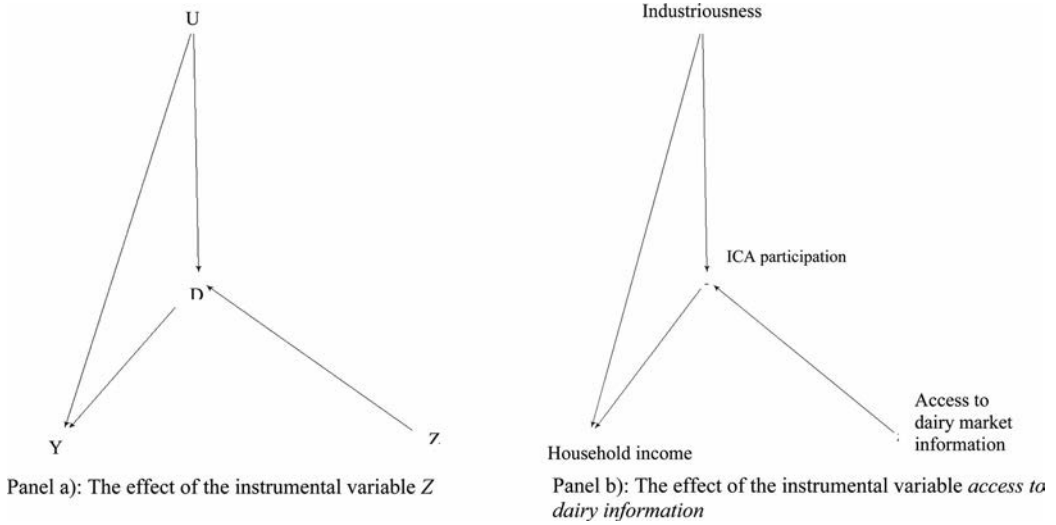 U
D
Y
Z
Panel a): The effect of the instrumental variable Z
Industriousness
ICA participation
Access to
dairy market
information
Household income
Panel b): The effect of the instrumental variable access to
dairy information